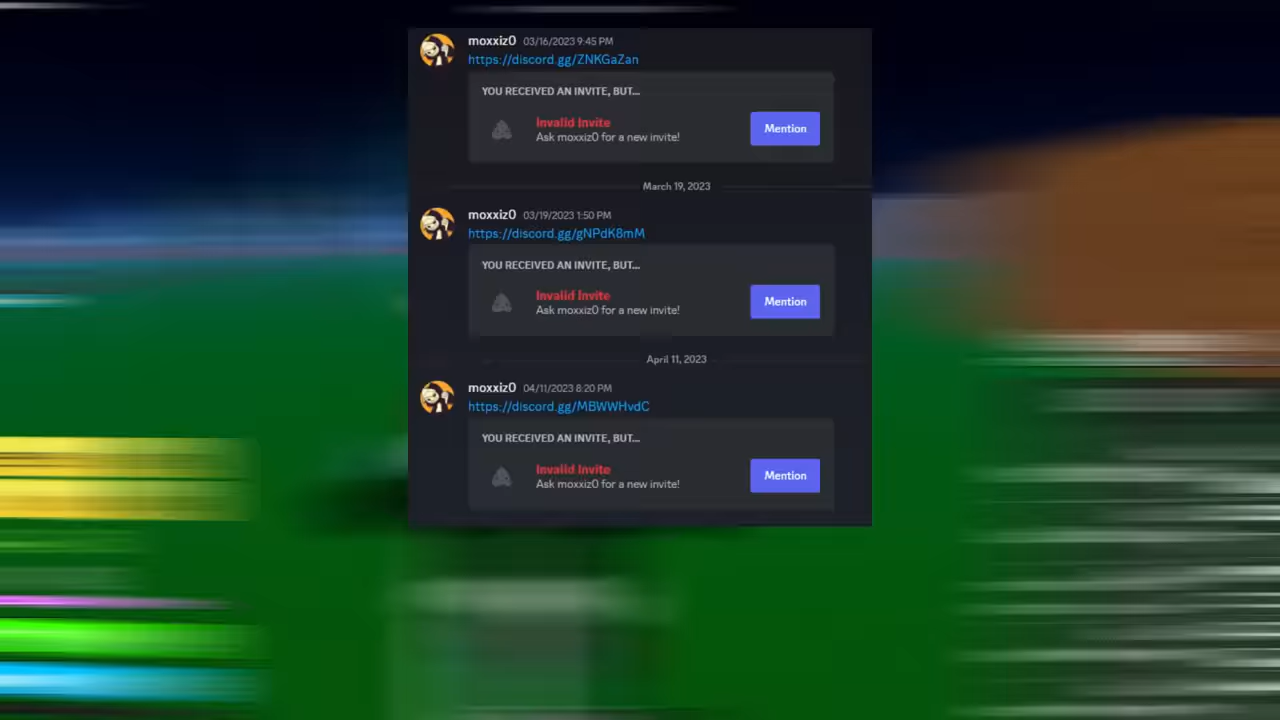 moxxiz0 03/16/2023 9:45 PM
https://discord.gg/ZNKGaZan
YOU RECEIVED AN INVITE, BUT...
Invalid Invite
Ask moxxiz0 for a new invite!
Mention
March 19, 2023
moxxiz0 03/19/2023 1:50 PM
https://discord.gg/gNPdK8mM
YOU RECEIVED AN INVITE, BUT...
Invalid Invite
Ask moxxiz0 for a new invite!
Mention
April 11, 2023
moxxiz0 04/11/2023 8:20 PM
https://discord.gg/MBWWHvdC
YOU RECEIVED AN INVITE, BUT...
Invalid Invite
Ask moxxiz0 for a new invite!
Mention